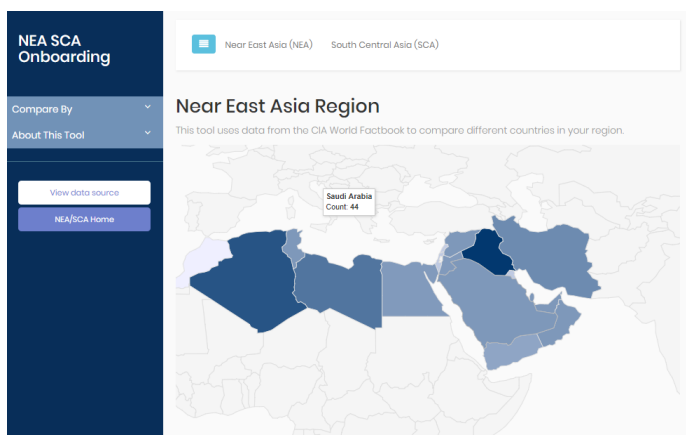 NEA SCA
Onboarding
Near East Asia (NEA) South Central Asia (SCA)
Compare By
About This Tool
View data source
NEA/SCA Home
Near East Asia Region
This tool uses data from the CIA World Factbook to compare different countries in your region.
Saudi Arabia
Count: 44